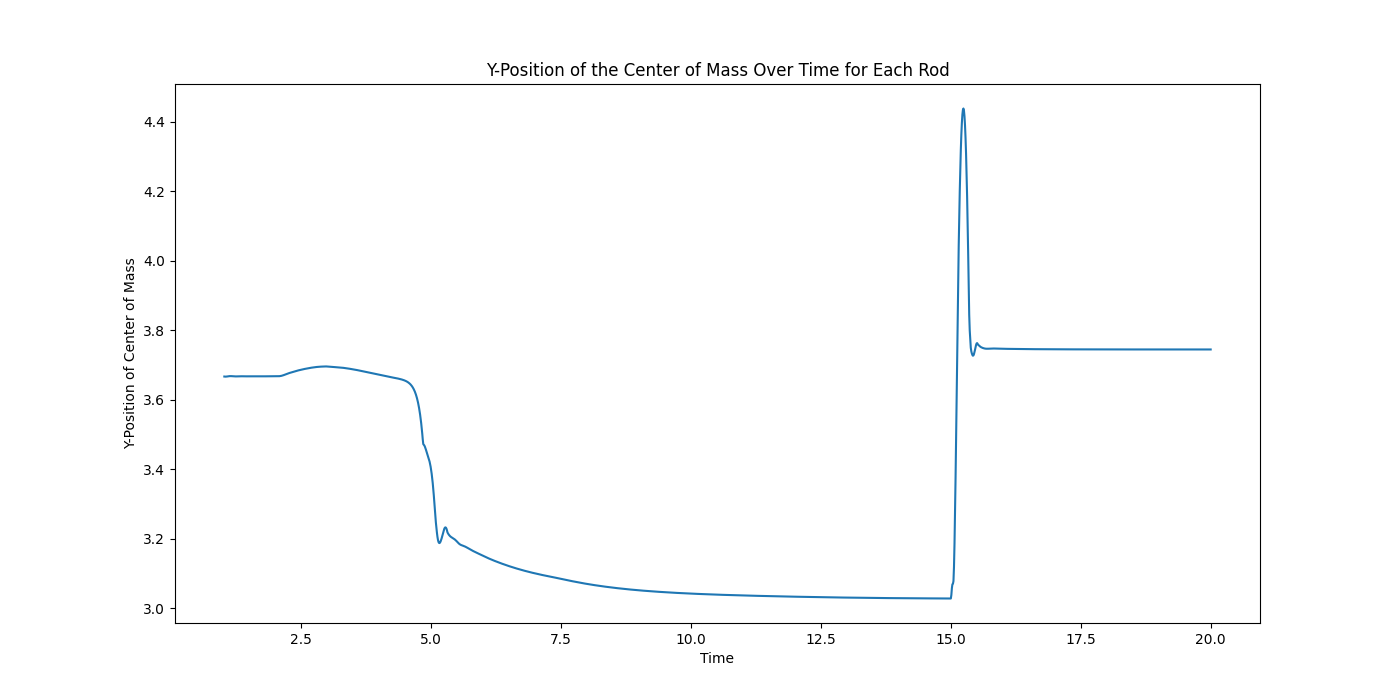 Y-Position of the Center of Mass Over Time for Each Rod
Y-Position of Center of Mass
4.4
4.2
4.0
3.8
3.6
3.4
3.2
3.0
2.5 5.0 7.5 10.0 12.5 15.0 17.5 20.0
Time